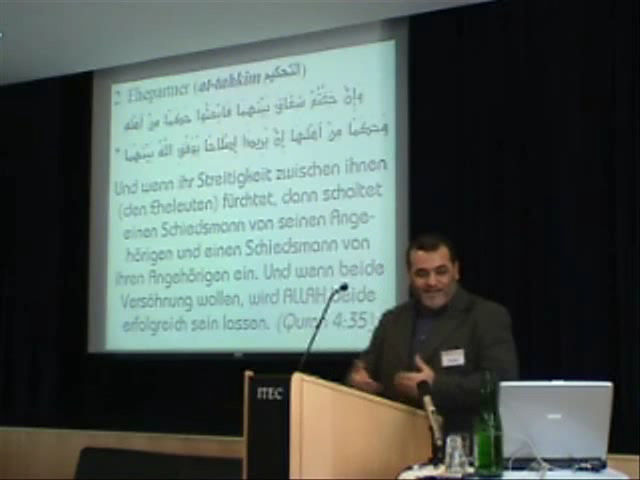 2. Ehepartner (at-tahkim التحكيم)
وَإِنْ خِفْتُمْ شِقَاقَ بَيْنِهِمَا فَابْعَثُوا حَكَمًا مِنْ أَهْلِهِ
وَحَكَمًا مِنْ أَهْلِهَا إِنْ يُرِيدَا إِصْلَاحًا يُوَفِّقِ اللَّهُ بَيْنَهُمَا *
Und wenn ihr Streitigkeit zwischen ihnen
(den Eheleuten) fürchtet, dann schaltet
einen Schiedsmann von seinen Ange-
hörigen und einen Schiedsmann von
ihren Angehörigen ein. Und wenn beide
Versöhnung wollen, wird ALLAH beide
erfolgreich sein lassen. (Quran 4:35).
ITEC